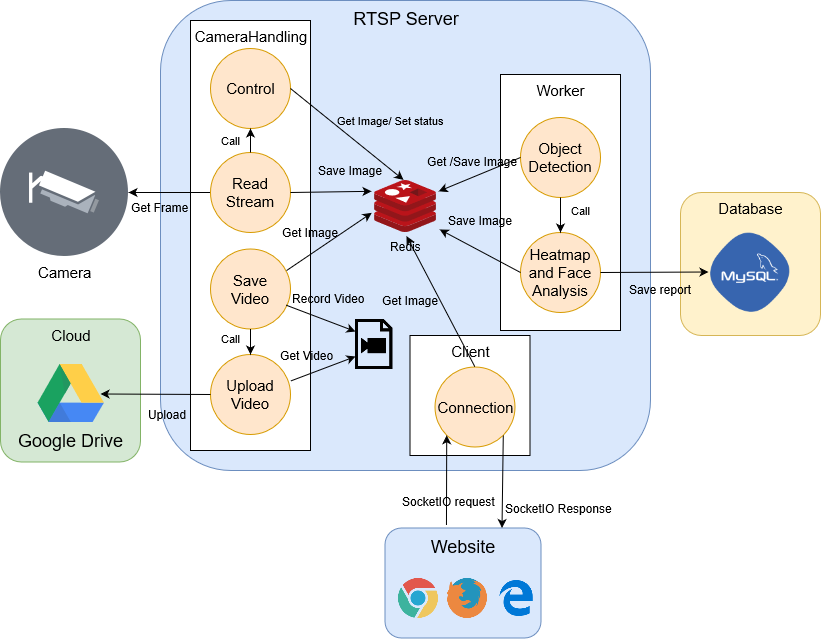 RTSP Server
CameraHandling
Control
Call
Read
Stream
Save
Video
Call
Upload
Video
Get Image/ Set status
Save Image
Get Image
Record Video
Get Video
Redis
Worker
Object
Detection
Call
Heatmap
and Face
Analysis
Get /Save Image
Save Image
Get Image
Client
Connection
Get Frame
Camera
Cloud
Google Drive
Upload
Database
MySQL
Save report
SocketIO request
SocketIO Response
Website